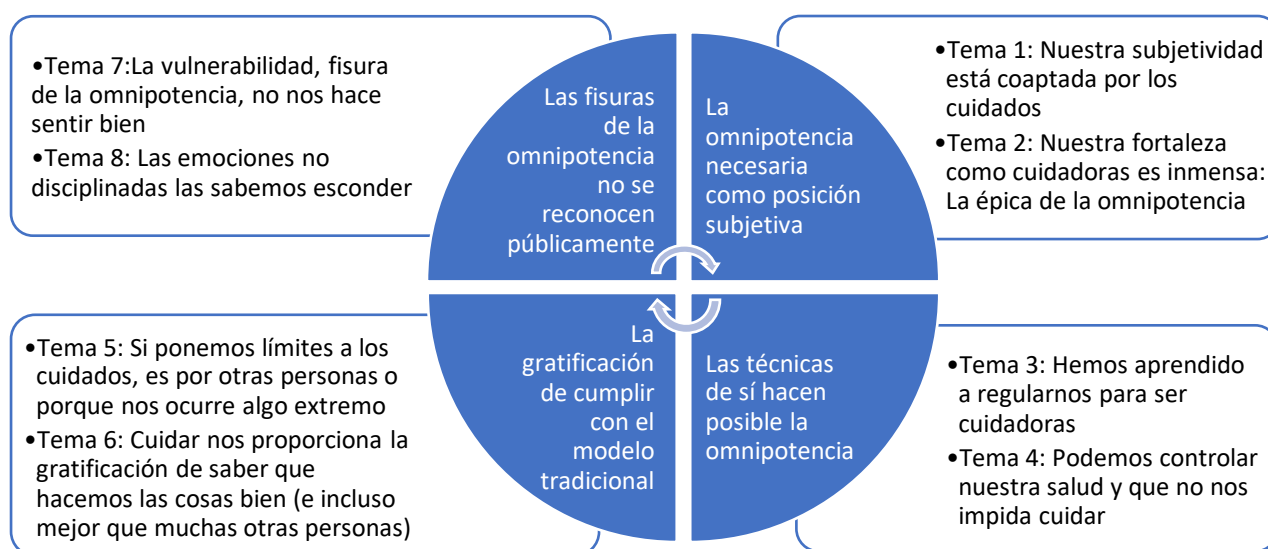 •Tema 7:La vulnerabilidad, fisura
de la omnipotencia, no nos hace
sentir bien
•Tema 8: Las emociones no
disciplinadas las sabemos esconder
Las fisuras
de la
omnipotencia
no se
reconocen
públicamente
La
omnipotencia
necesaria
como posición
subjetiva
•Tema 1: Nuestra subjetividad
está coaptada por los
cuidados
•Tema 2: Nuestra fortaleza
como cuidadoras es inmensa:
La épica de la omnipotencia
•Tema 5: Si ponemos límites a los
cuidados, es por otras personas o
porque nos ocurre algo extremo
•Tema 6: Cuidar nos proporciona la
gratificación de saber que
hacemos las cosas bien (e incluso
mejor que muchas otras personas)
La
gratificación
de cumplir
con el
modelo
tradicional
Las técnicas
de sí hacen
posible la
omnipotencia
•Tema 3: Hemos aprendido
a regularnos para ser
cuidadoras
•Tema 4: Podemos controlar
nuestra salud y que no nos
impida cuidar